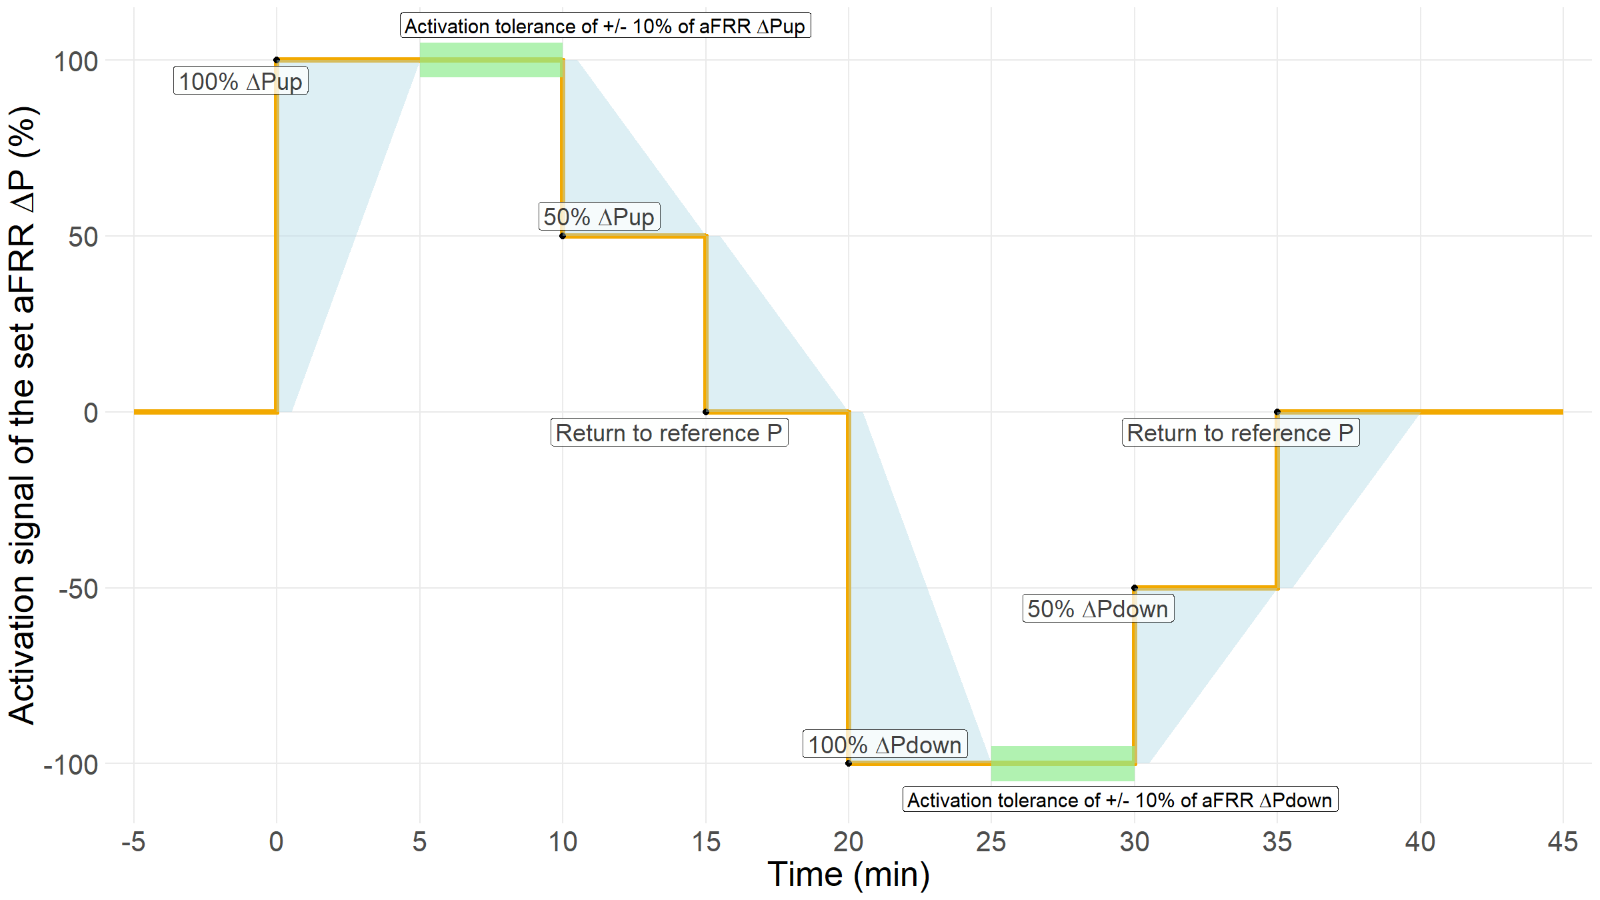 Activation tolerance of +/- 10% of aFRR ΔPup
100
100% ΔPup
50% ΔPup
50
0
Return to reference P
Return to reference P
-50
50% ΔPdown
100% ΔPdown
-100
Activation tolerance of +/- 10% of aFRR ΔPdown
-5 0 5 10 15 20 25 30 35 40 45
Time (min)
Activation signal of the set aFRR ΔP (%)